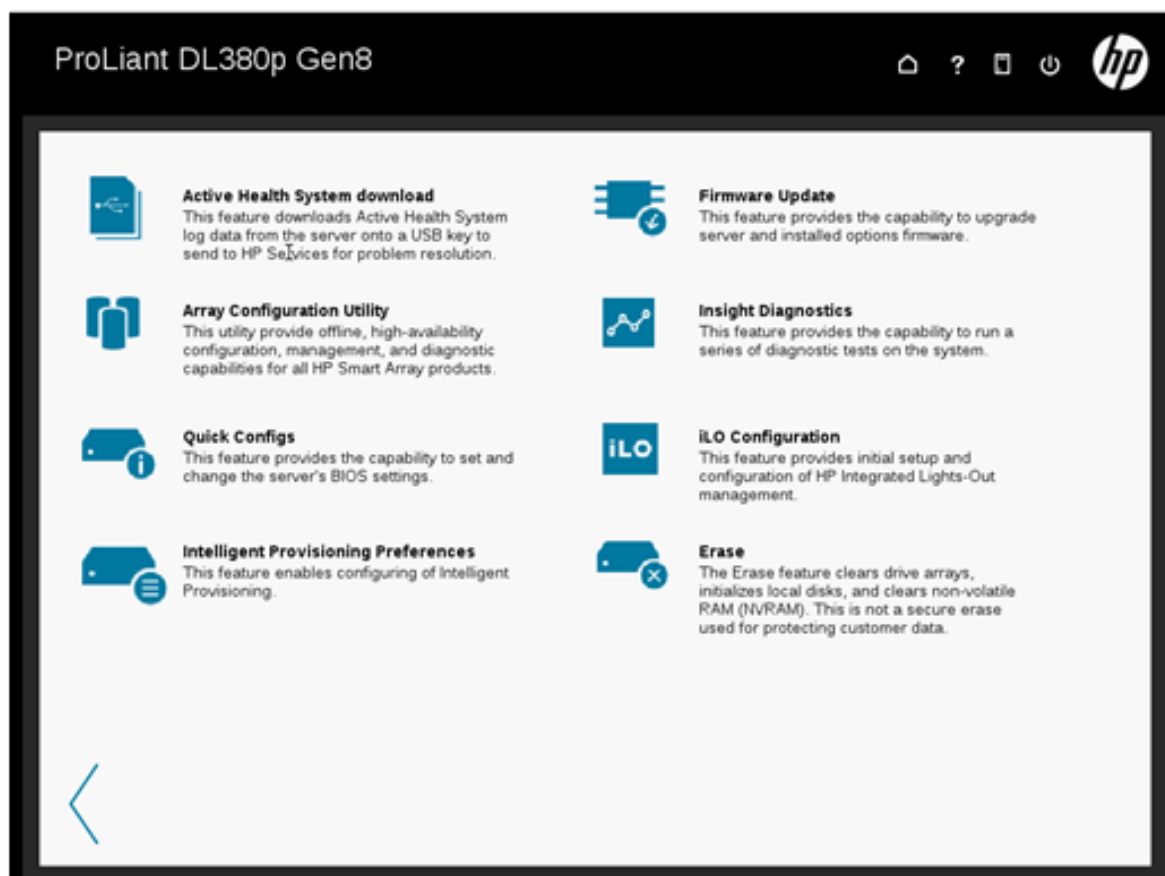 ProLiant DL380p Gen8
?
hp
Active Health System download
This feature downloads Active Health System
log data from the server onto a USB key to
send to HP Services for problem resolution.
Firmware Update
This feature provides the capability to upgrade
server and installed options firmware.
Array Configuration Utility
This utility provide offline, high-availability
configuration, management, and diagnostic
capabilities for all HP Smart Array products.
Insight Diagnostics
This feature provides the capability to run a
series of diagnostic tests on the system.
Quick Configs
This feature provides the capability to set and
change the server's BIOS settings.
iLO
iLO Configuration
This feature provides initial setup and
configuration of HP Integrated Lights-Out
management.
Intelligent Provisioning Preferences
This feature enables configuring of Intelligent
Provisioning.
Erase
The Erase feature clears drive arrays,
initializes local disks, and clears non-volatile
RAM (NVRAM). This is not a secure erase
used for protecting customer data.